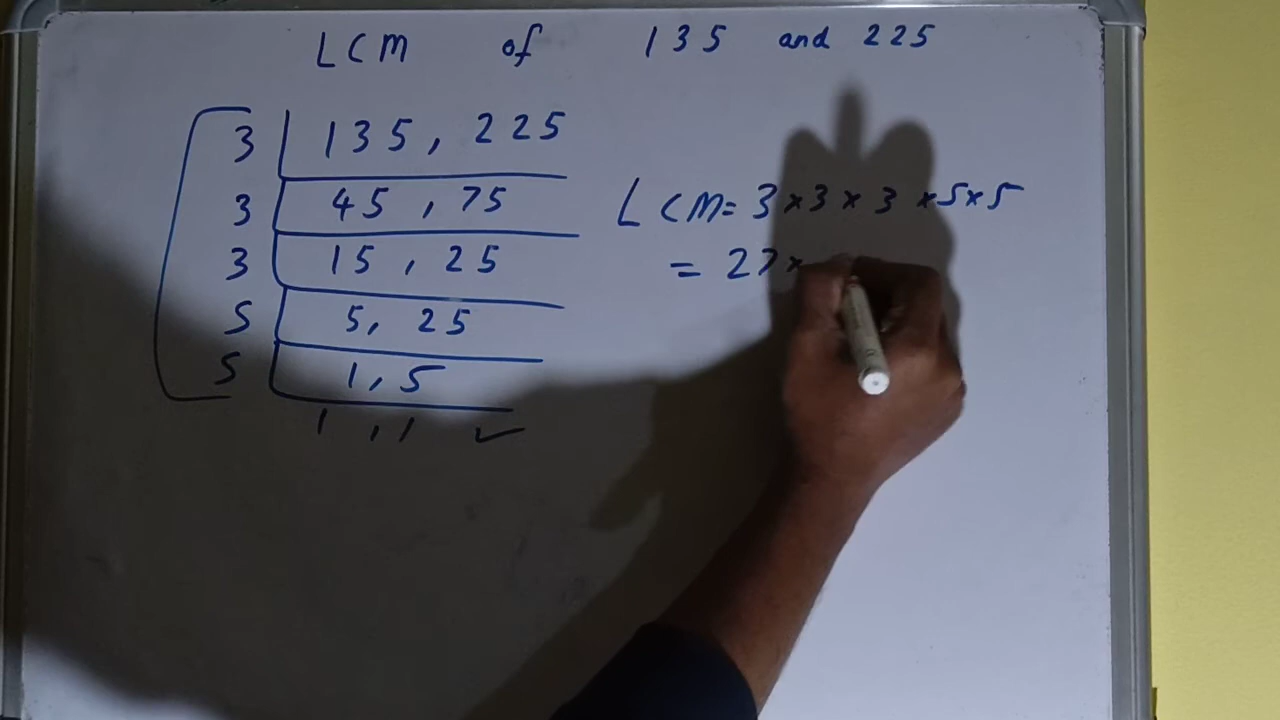 LCM of 135 and 225
3 | 135, 225
3 | 45, 75
3 | 15, 25
5 | 5, 25
5 | 1, 5
1, 1 ✓
LCM = 3 × 3 × 3 × 5 × 5
= 27 ×